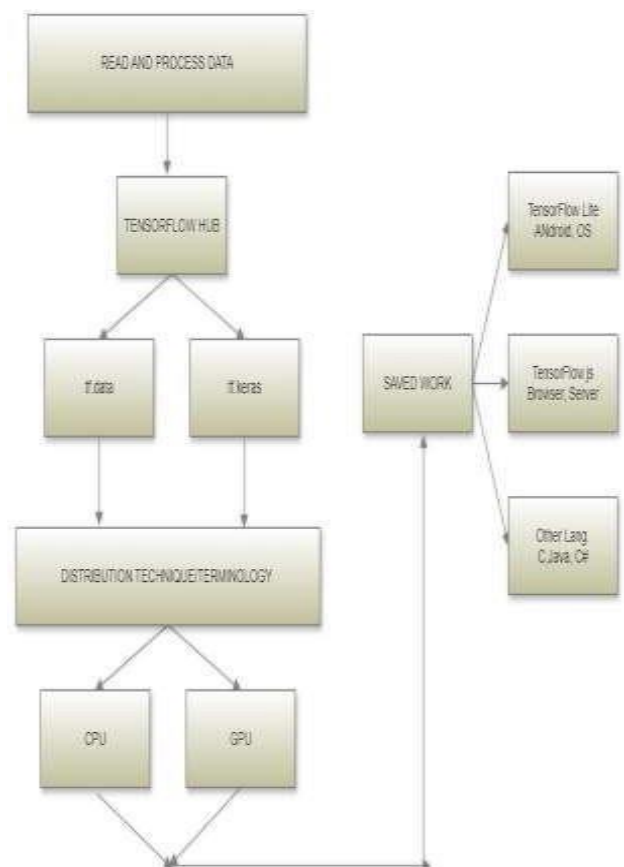 READ AND PROCESS DATA
TENSORFLOW HUB
tf.data
tf.keras
DISTRIBUTION TECHNIQUE/TERMINOLOGY
CPU
GPU
SAVED WORK
TensorFlow Lite
ANdroid, OS
TensorFlow.js
Browser, Server
Other Lang
C,Java, C#